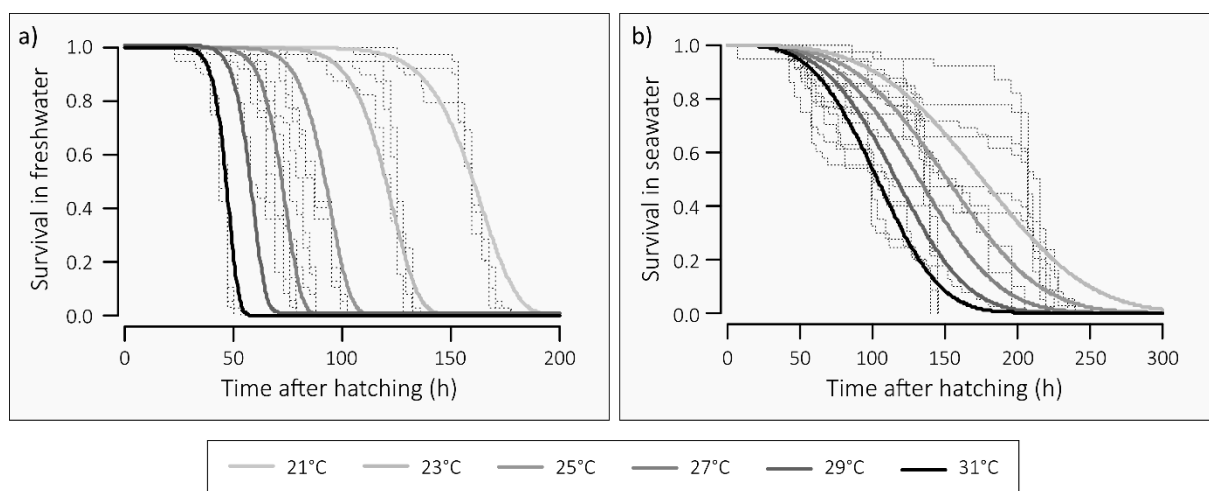 a)
Survival in freshwater
1.0
0.8
0.6
0.4
0.2
0.0
0 50 100 150 200
Time after hatching (h)
b)
Survival in seawater
1.0
0.8
0.6
0.4
0.2
0.0
0 50 100 150 200 250 300
Time after hatching (h)
21°C 23°C 25°C 27°C 29°C 31°C